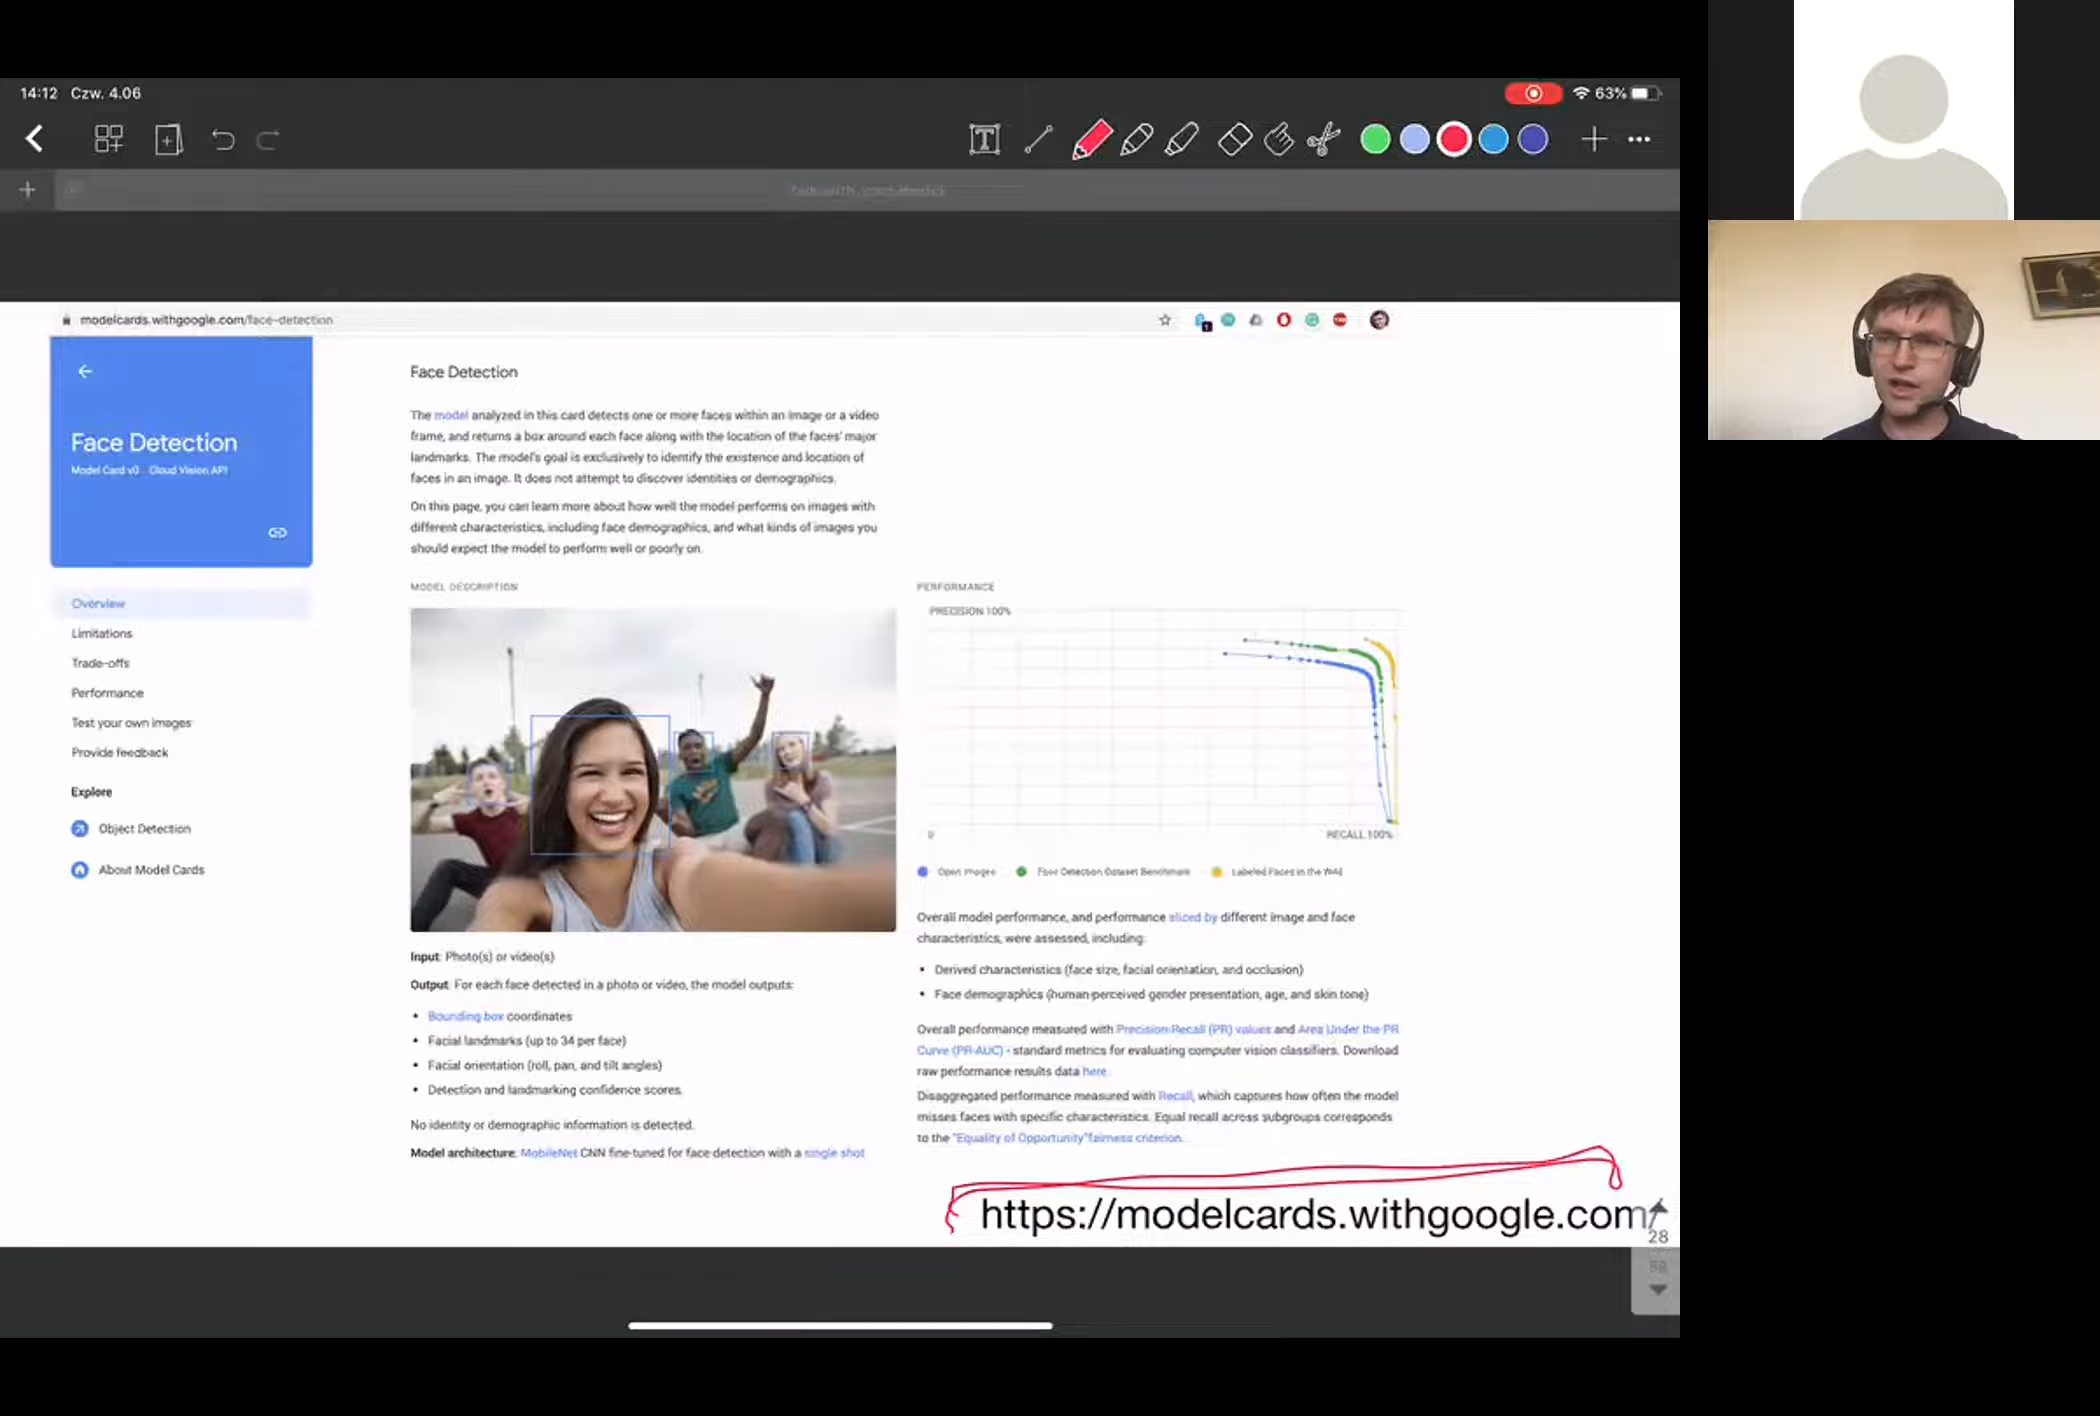 14:12 Czw. 4.06
63%
modelcards.withgoogle.com/face-detection
Face Detection
Model Card v0 Cloud Vision API
Overview
Limitations
Trade-offs
Performance
Test your own images
Provide feedback
Explore
Object Detection
About Model Cards
Face Detection
The model analyzed in this card detects one or more faces within an image or a video
frame, and returns a box around each face along with the location of the faces' major
landmarks. The model's goal is exclusively to identify the existence and location of
faces in an image. It does not attempt to discover identities or demographics.
On this page, you can learn more about how well the model performs on images with
different characteristics, including face demographics, and what kinds of images you
should expect the model to perform well or poorly on.
MODEL DESCRIPTION
Input: Photo(s) or video(s)
Output: For each face detected in a photo or video, the model outputs:
• Bounding box coordinates
• Facial landmarks (up to 34 per face)
• Facial orientation (roll, pan, and tilt angles)
• Detection and landmarking confidence scores.
No identity or demographic information is detected.
Model architecture: MobileNet CNN fine-tuned for face detection with a single shot
PERFORMANCE
PRECISION 100%
0
RECALL 100%
Open Images
Face Detection Dataset Benchmark
Labeled Faces in the Wild
Overall model performance, and performance sliced by different image and face
characteristics, were assessed, including:
• Derived characteristics (face size, facial orientation, and occlusion)
• Face demographics (human-perceived gender presentation, age, and skin tone)
Overall performance measured with Precision-Recall (PR) values and Area Under the PR
Curve (PR-AUC) - standard metrics for evaluating computer vision classifiers. Download
raw performance results data here.
Disaggregated performance measured with Recall, which captures how often the model
misses faces with specific characteristics. Equal recall across subgroups corresponds
to the "Equality of Opportunity" fairness criterion.
https://modelcards.withgoogle.com/
28